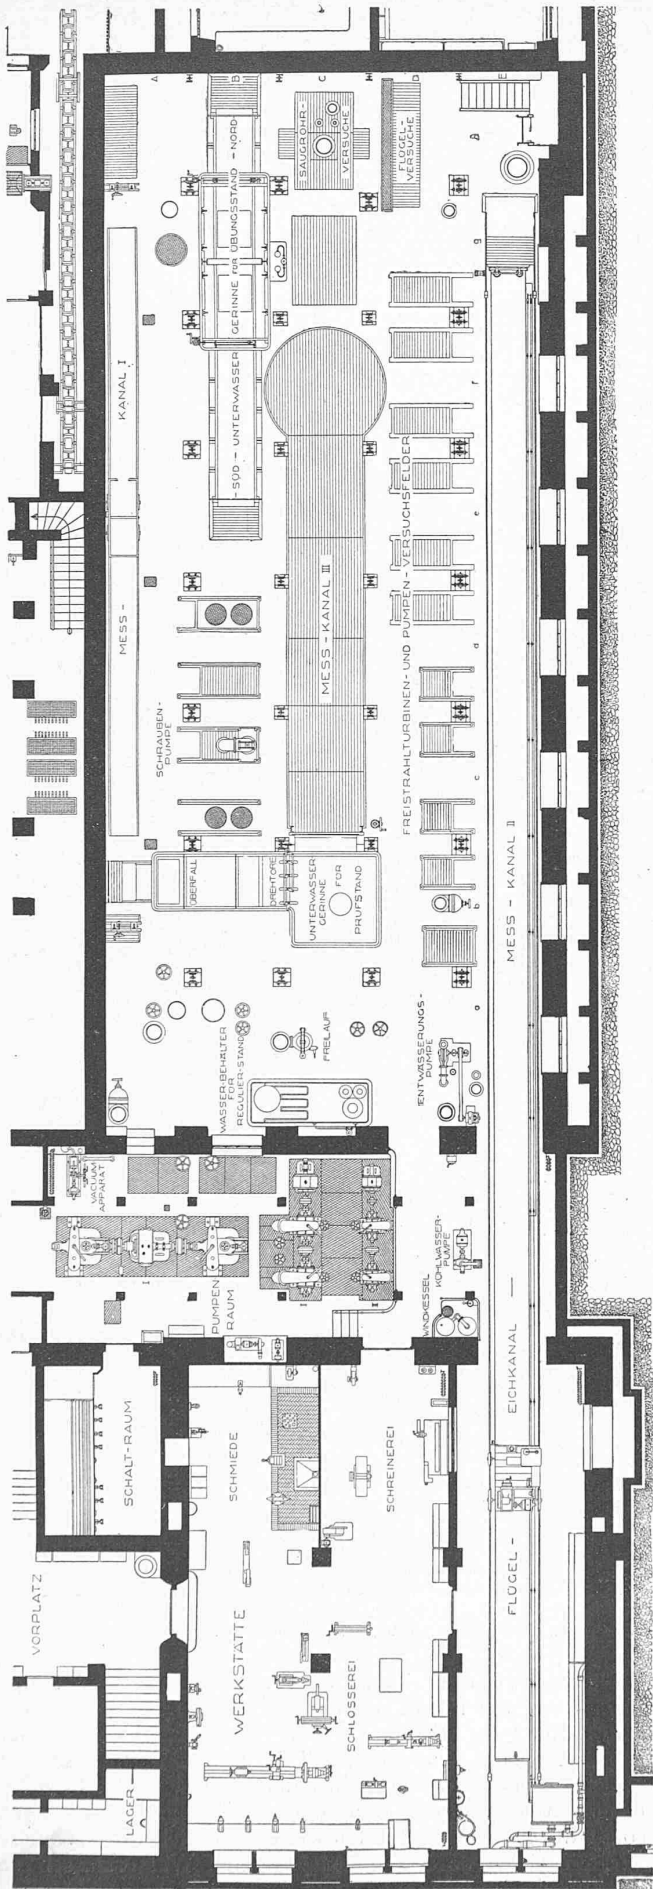 A
B
C
D
E
SAUGROHR-
VERSUCHE
FLÜGEL-
VERSUCHE
SÜD - UNTERWASSER GERINNE FÜR ÜBUNGSSTAND - NORD
KANAL I
MESS -
MESS - KANAL III
FREISTRAHLTURBINEN - UND PUMPEN - VERSUCHSFELDER
g
f
e
d
c
b
a
SCHRAUBEN-
PUMPE
MESS - KANAL II
ÜBERFALL
DREHTORE
UNTERWASSER-
GERINNE FÜR
PRÜFSTAND
WASSER-BEHÄLTER
FÜR
REGULIER-STAND
FREILAUF
ENTWÄSSERUNGS-
PUMPE
VACUUM
APPARAT
PUMPEN
RAUM
I
II
III
WINDKESSEL
KÜHLWASSER-
PUMPE
SCHALT-RAUM
SCHMIEDE
SCHREINEREI
FLÜGEL - EICHKANAL
VORPLATZ
WERKSTÄTTE
SCHLOSSEREI
LAGER